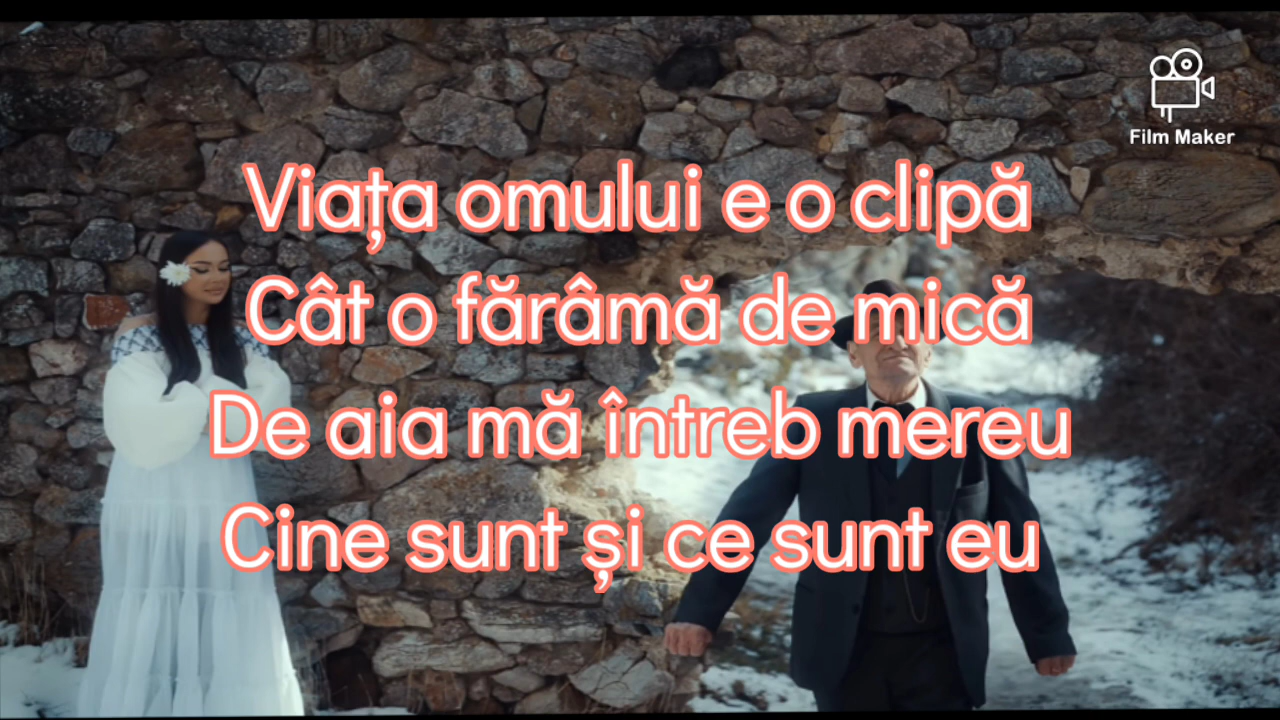 Film Maker
Viața omului e o clipă
Cât o fărâmă de mică
De aia mă întreb mereu
Cine sunt și ce sunt eu